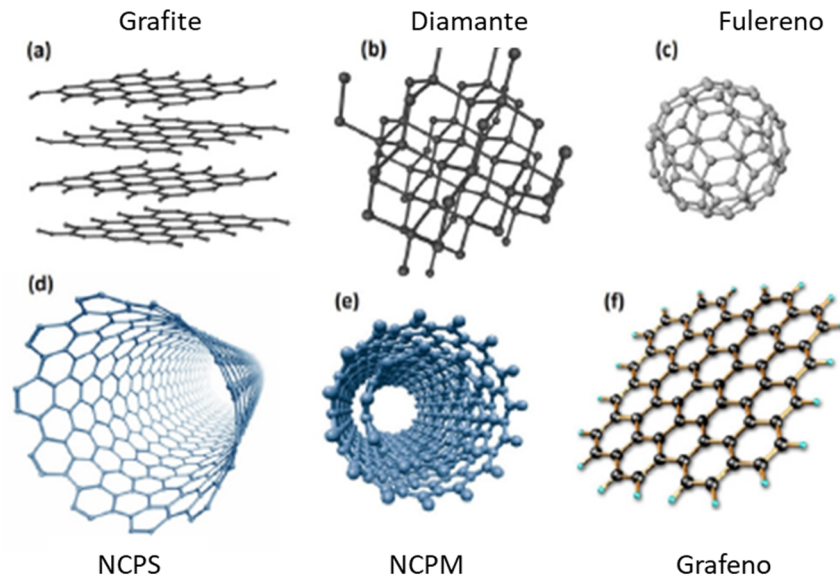 Grafite Diamante Fulereno
(a) (b) (c)
(d) (e) (f)
NCPS NCPM Grafeno